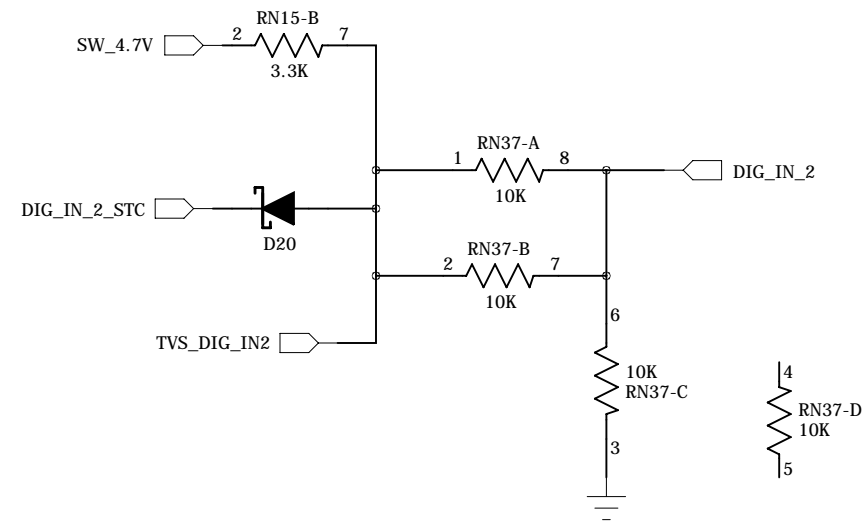 RN15-B
SW_4.7V
2
7
3.3K
RN37-A
1
8
DIG_IN_2
10K
DIG_IN_2_STC
D20
RN37-B
2
7
10K
TVS_DIG_IN2
6
10K
RN37-C
3
4
RN37-D
10K
5